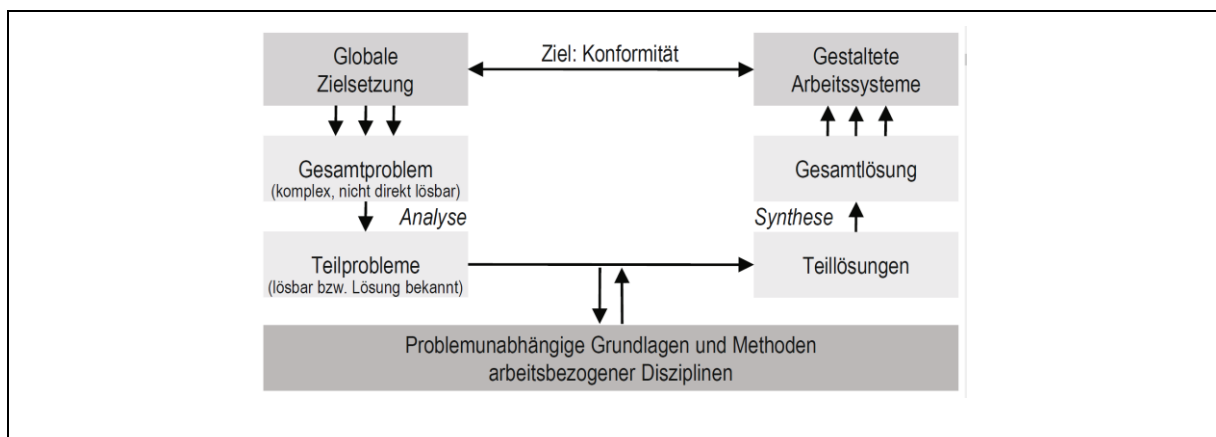 Globale
Zielsetzung
Ziel: Konformität
Gestaltete
Arbeitssysteme
Gesamtproblem
(komplex, nicht direkt lösbar)
Gesamtlösung
Analyse
Synthese
Teilprobleme
(lösbar bzw. Lösung bekannt)
Teillösungen
Problemunabhängige Grundlagen und Methoden
arbeitsbezogener Disziplinen